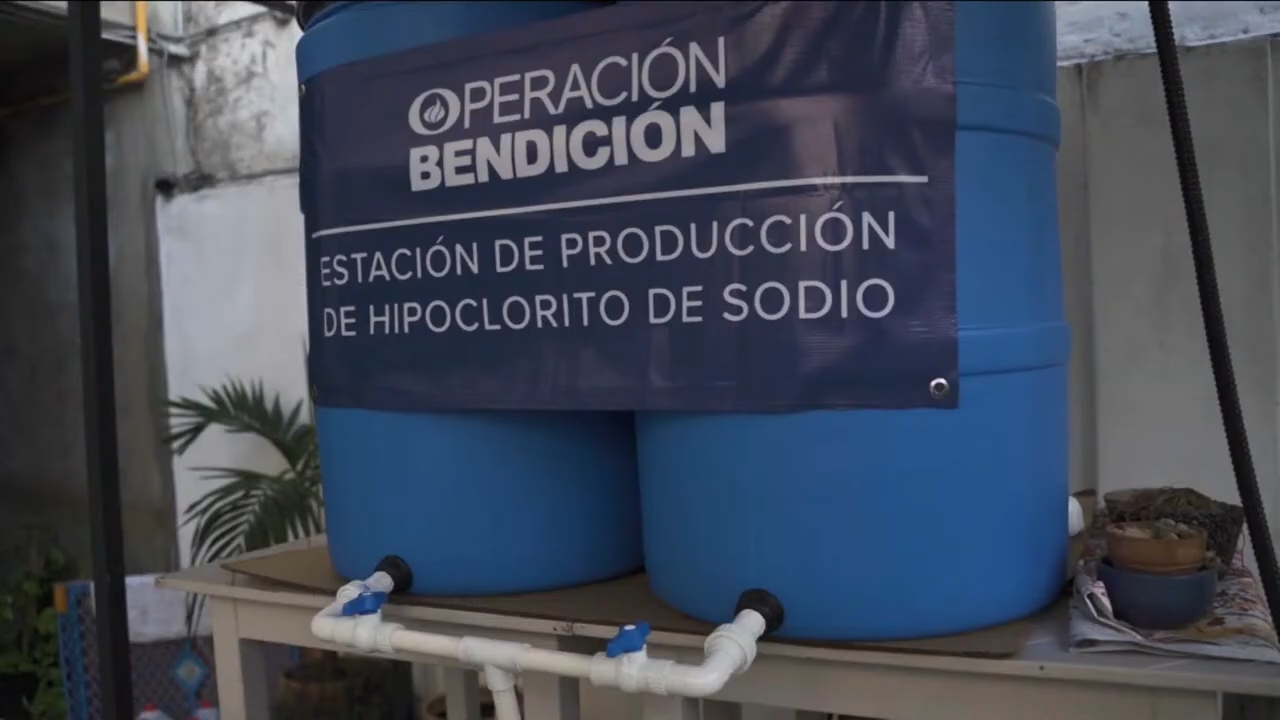 OPERACIÓN
BENDICIÓN
ESTACIÓN DE PRODUCCIÓN
DE HIPOCLORITO DE SODIO